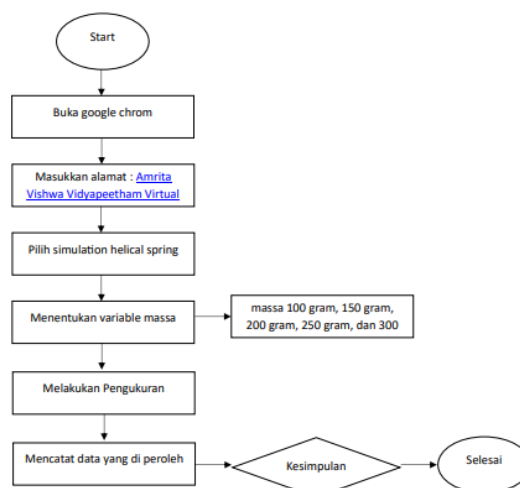 Start
Buka google chrom
Masukkan alamat : Amrita
Vishwa Vidyapeetham Virtual
Pilih simulation helical spring
Menentukan variable massa
massa 100 gram, 150 gram,
200 gram, 250 gram, dan 300
Melakukan Pengukuran
Mencatat data yang di peroleh
Kesimpulan
Selesai